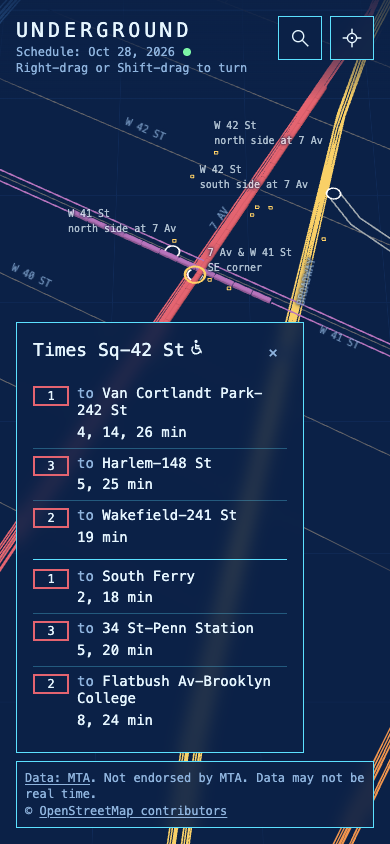 UNDERGROUND
Schedule: Oct 28, 2026
Right-drag or Shift-drag to turn
W 42 ST
W 42 St
north side at 7 Av
W 42 St
south side at 7 Av
W 41 St
north side at 7 Av
7 AV
7 Av & W 41 St
SE corner
W 40 ST
BROADWAY
W 41 ST
Times Sq-42 St
×
1 to Van Cortlandt Park-
242 St
4, 14, 26 min
3 to Harlem-148 St
5, 25 min
2 to Wakefield-241 St
19 min
1 to South Ferry
2, 18 min
3 to 34 St-Penn Station
5, 20 min
2 to Flatbush Av-Brooklyn
College
8, 24 min
Data: MTA. Not endorsed by MTA. Data may not be
real time.
© OpenStreetMap contributors